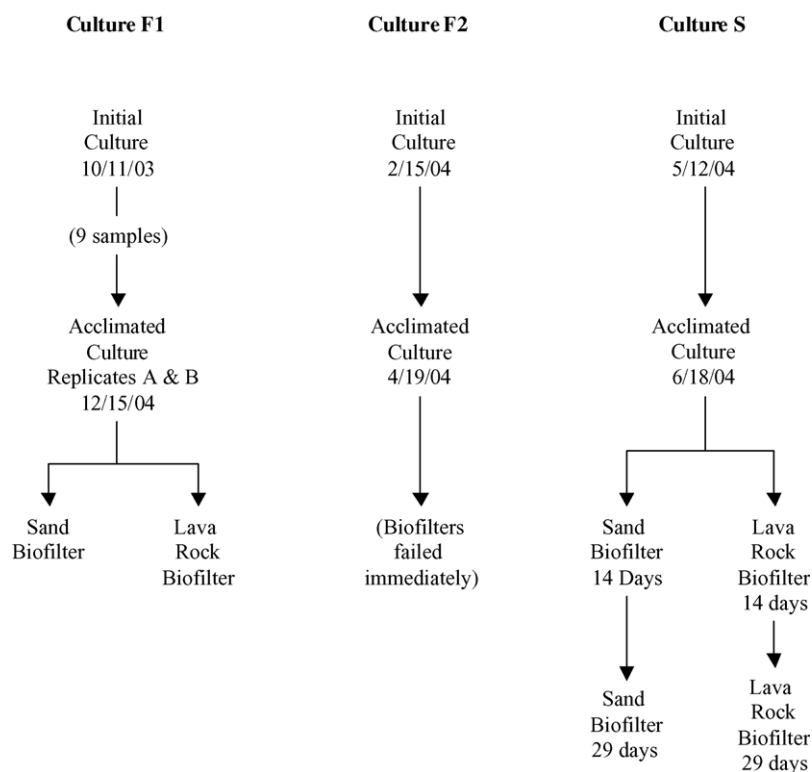 Culture F1
Culture F2
Culture S
Initial
Culture
10/11/03
(9 samples)
Acclimated
Culture
Replicates A & B
12/15/04
Sand
Biofilter
Lava
Rock
Biofilter
Initial
Culture
2/15/04
Acclimated
Culture
4/19/04
(Biofilters
failed
immediately)
Initial
Culture
5/12/04
Acclimated
Culture
6/18/04
Sand
Biofilter
14 Days
Lava
Rock
Biofilter
14 days
Sand
Biofilter
29 days
Lava
Rock
Biofilter
29 days